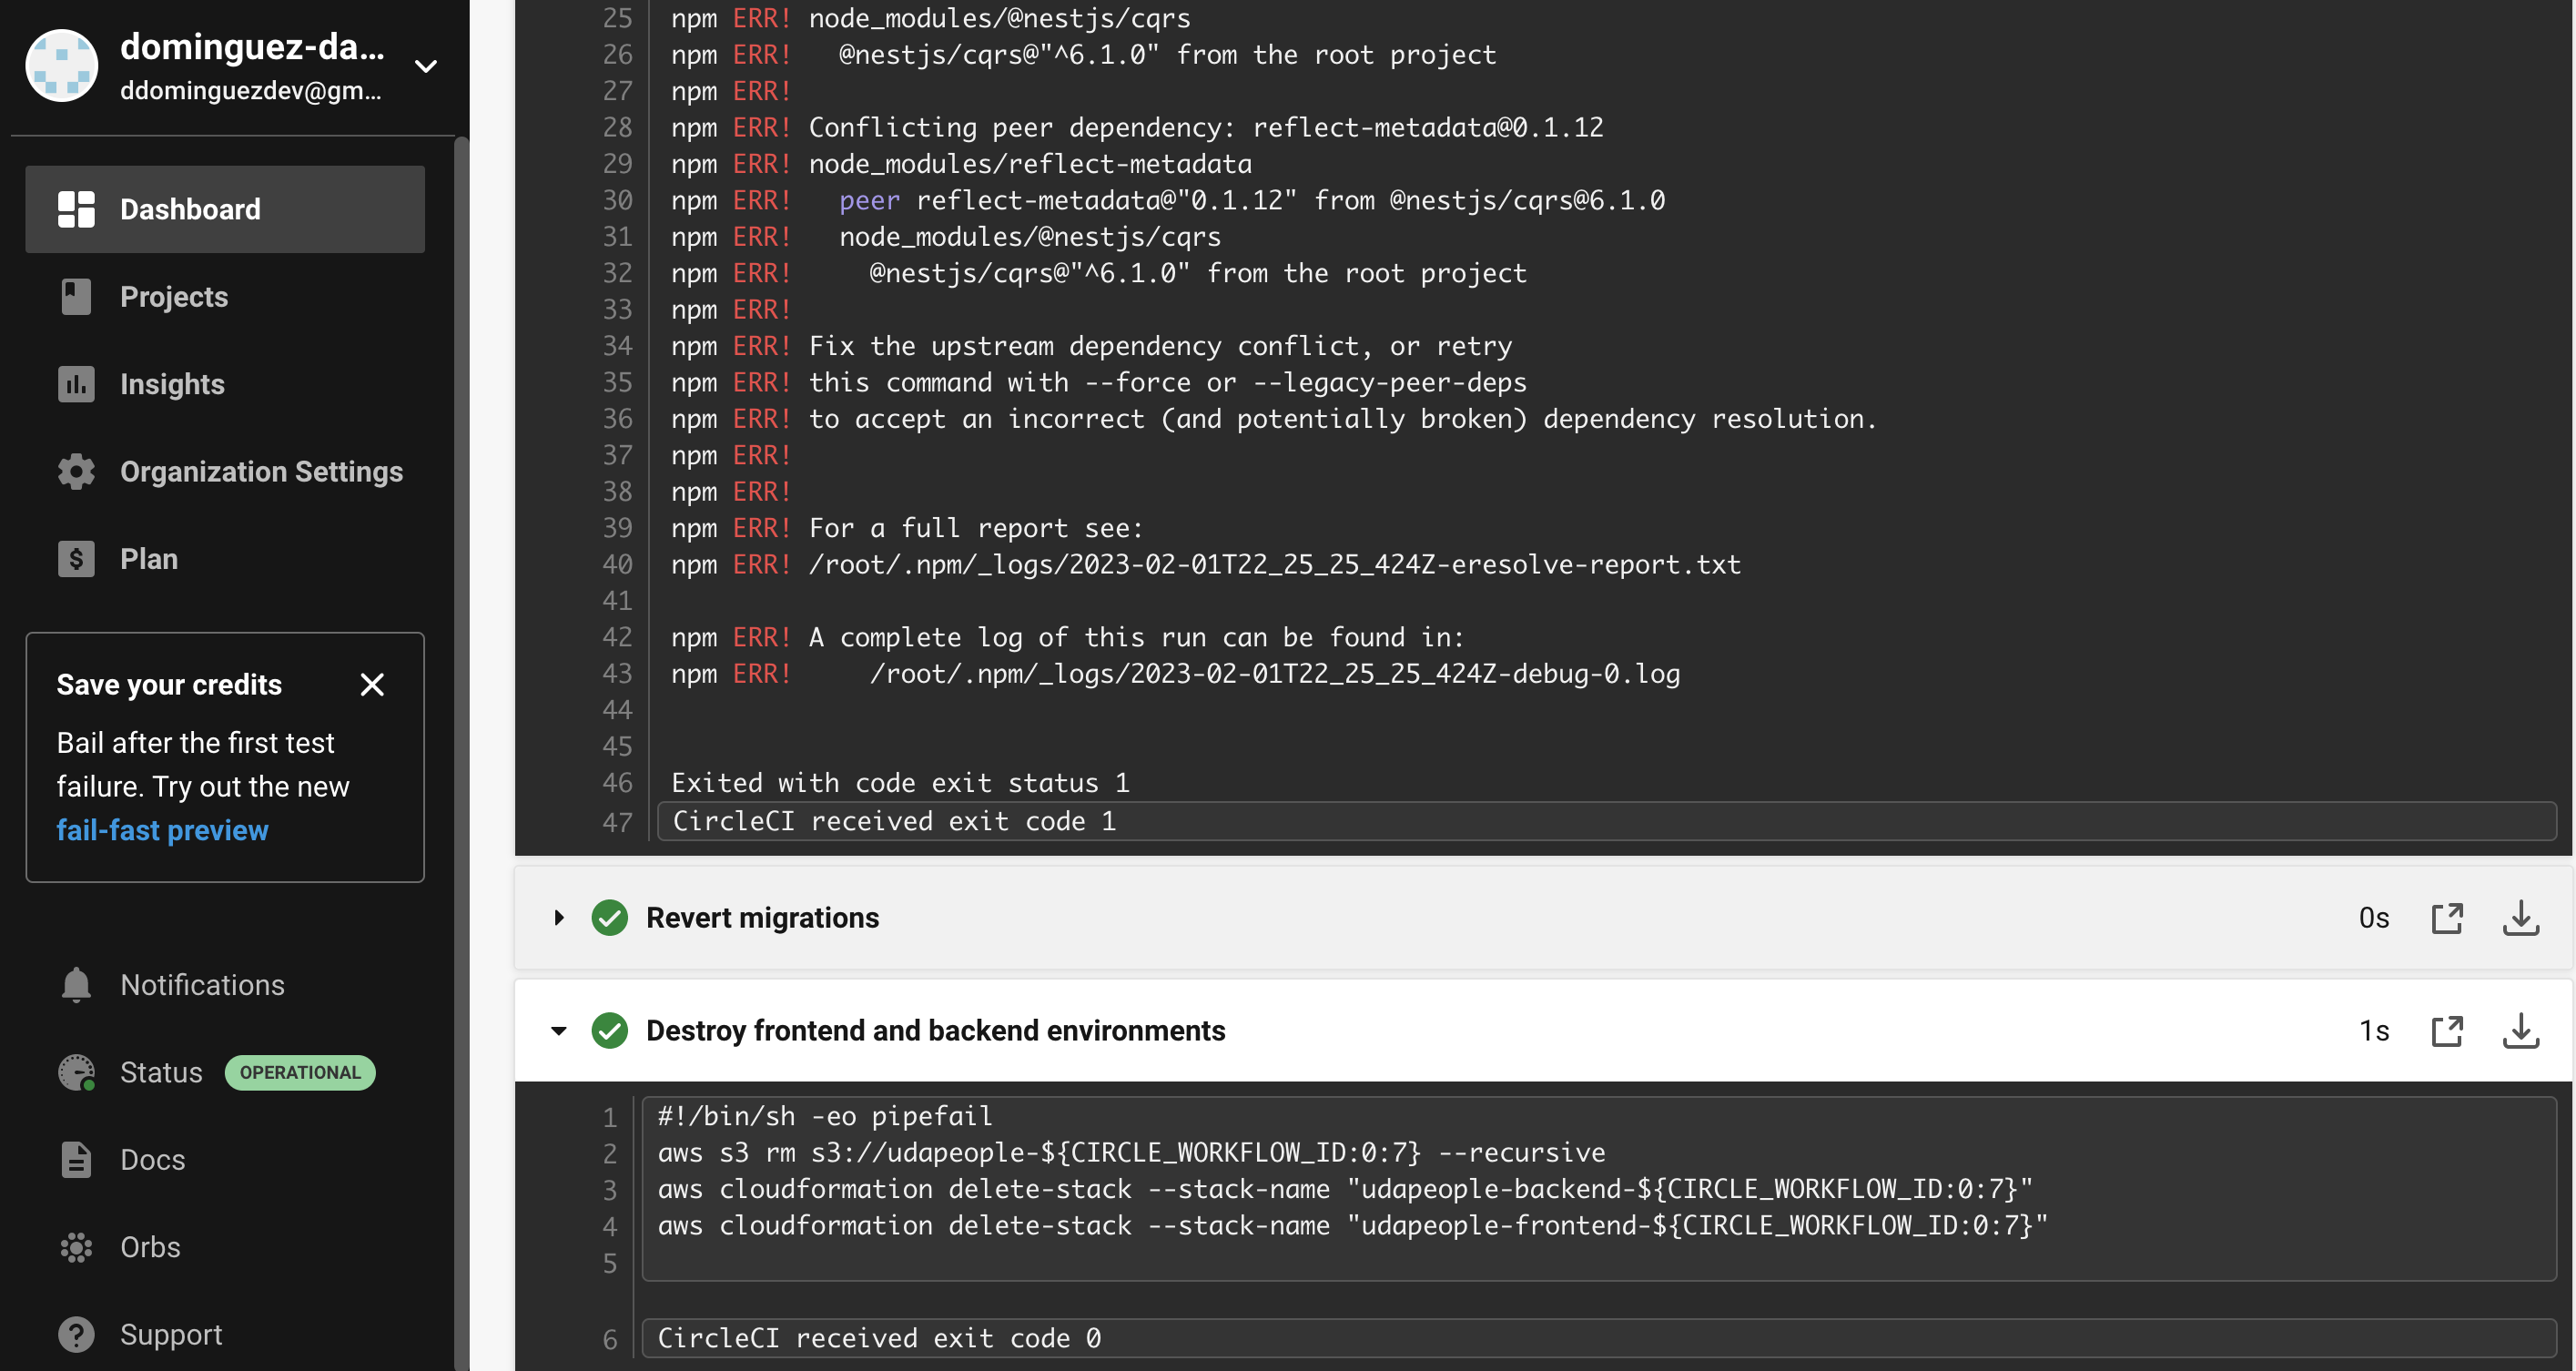 dominguez-da...
ddominguezdev@gm...
Dashboard
Projects
Insights
Organization Settings
Plan
Save your credits
Bail after the first test
failure. Try out the new
fail-fast preview
Notifications
Status OPERATIONAL
Docs
Orbs
Support
25 npm ERR! node_modules/@nestjs/cqrs
26 npm ERR!   @nestjs/cqrs@"^6.1.0" from the root project
27 npm ERR!
28 npm ERR! Conflicting peer dependency: reflect-metadata@0.1.12
29 npm ERR! node_modules/reflect-metadata
30 npm ERR!   peer reflect-metadata@"0.1.12" from @nestjs/cqrs@6.1.0
31 npm ERR!   node_modules/@nestjs/cqrs
32 npm ERR!     @nestjs/cqrs@"^6.1.0" from the root project
33 npm ERR!
34 npm ERR! Fix the upstream dependency conflict, or retry
35 npm ERR! this command with --force or --legacy-peer-deps
36 npm ERR! to accept an incorrect (and potentially broken) dependency resolution.
37 npm ERR!
38 npm ERR!
39 npm ERR! For a full report see:
40 npm ERR! /root/.npm/_logs/2023-02-01T22_25_25_424Z-eresolve-report.txt
41
42 npm ERR! A complete log of this run can be found in:
43 npm ERR!     /root/.npm/_logs/2023-02-01T22_25_25_424Z-debug-0.log
44
45
46 Exited with code exit status 1
47 CircleCI received exit code 1
Revert migrations 0s
Destroy frontend and backend environments 1s
1 #!/bin/sh -eo pipefail
2 aws s3 rm s3://udapeople-${CIRCLE_WORKFLOW_ID:0:7} --recursive
3 aws cloudformation delete-stack --stack-name "udapeople-backend-${CIRCLE_WORKFLOW_ID:0:7}"
4 aws cloudformation delete-stack --stack-name "udapeople-frontend-${CIRCLE_WORKFLOW_ID:0:7}"
5
6 CircleCI received exit code 0